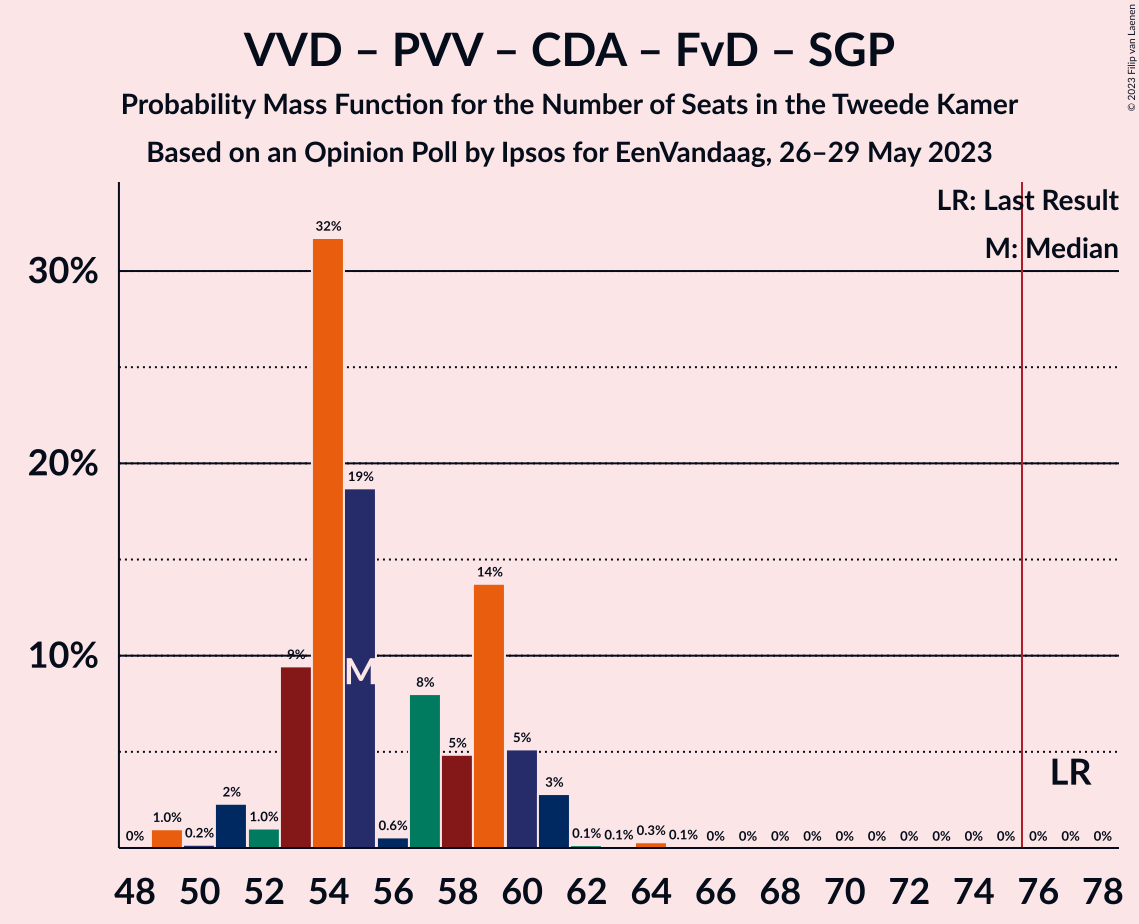 VVD – PVV – CDA – FvD – SGP
Probability Mass Function for the Number of Seats in the Tweede Kamer
Based on an Opinion Poll by Ipsos for EenVandaag, 26–29 May 2023
© 2023 Filip van Laenen
LR: Last Result
M: Median
30%
20%
10%
0% 1.0% 0.2% 2% 1.0% 9% 32% 19% 0.6% 8% 5% 14% 5% 3% 0.1% 0.1% 0.3% 0.1% 0% 0% 0% 0% 0% 0% 0% 0% 0% 0% 0% 0% 0%
M
LR
48 50 52 54 56 58 60 62 64 66 68 70 72 74 76 78